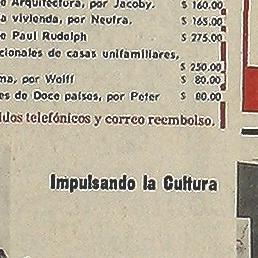 Arquitectura, por Jacoby. $ 160.00
a vivienda, por Neufra. $ 165.00
e Paul Rudolph $ 275.00
cionales de casas unifamiliares,
$ 250.00
ma, por Wolff $ 80.00
es de Doce países, por Peter $ 80.00
idos telefónicos y correo reembolso.
Impulsando la Cultura